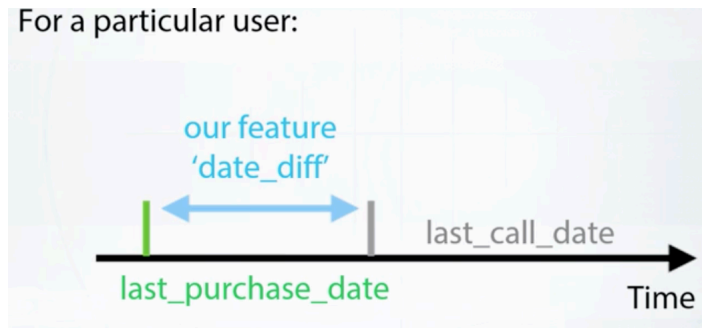 For a particular user:
our feature
‘date_diff’
last_call_date
last_purchase_date
Time